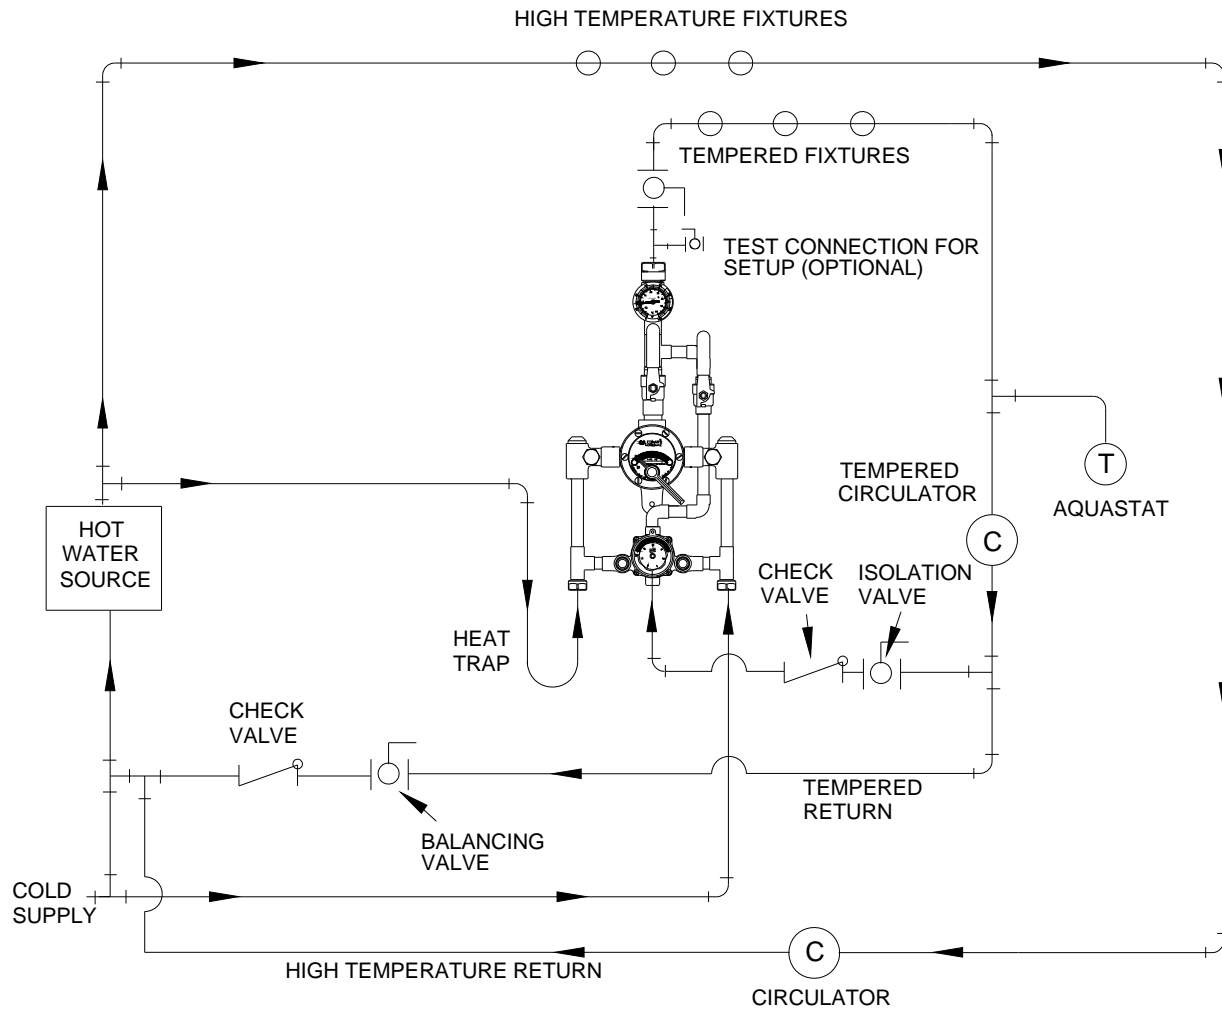 HIGH TEMPERATURE FIXTURES
TEMPERED FIXTURES
TEST CONNECTION FOR
SETUP (OPTIONAL)
TEMPERED
CIRCULATOR
T
AQUASTAT
C
HOT
WATER
SOURCE
CHECK
VALVE
ISOLATION
VALVE
HEAT
TRAP
CHECK
VALVE
TEMPERED
RETURN
BALANCING
VALVE
COLD
SUPPLY
HIGH TEMPERATURE RETURN
C
CIRCULATOR